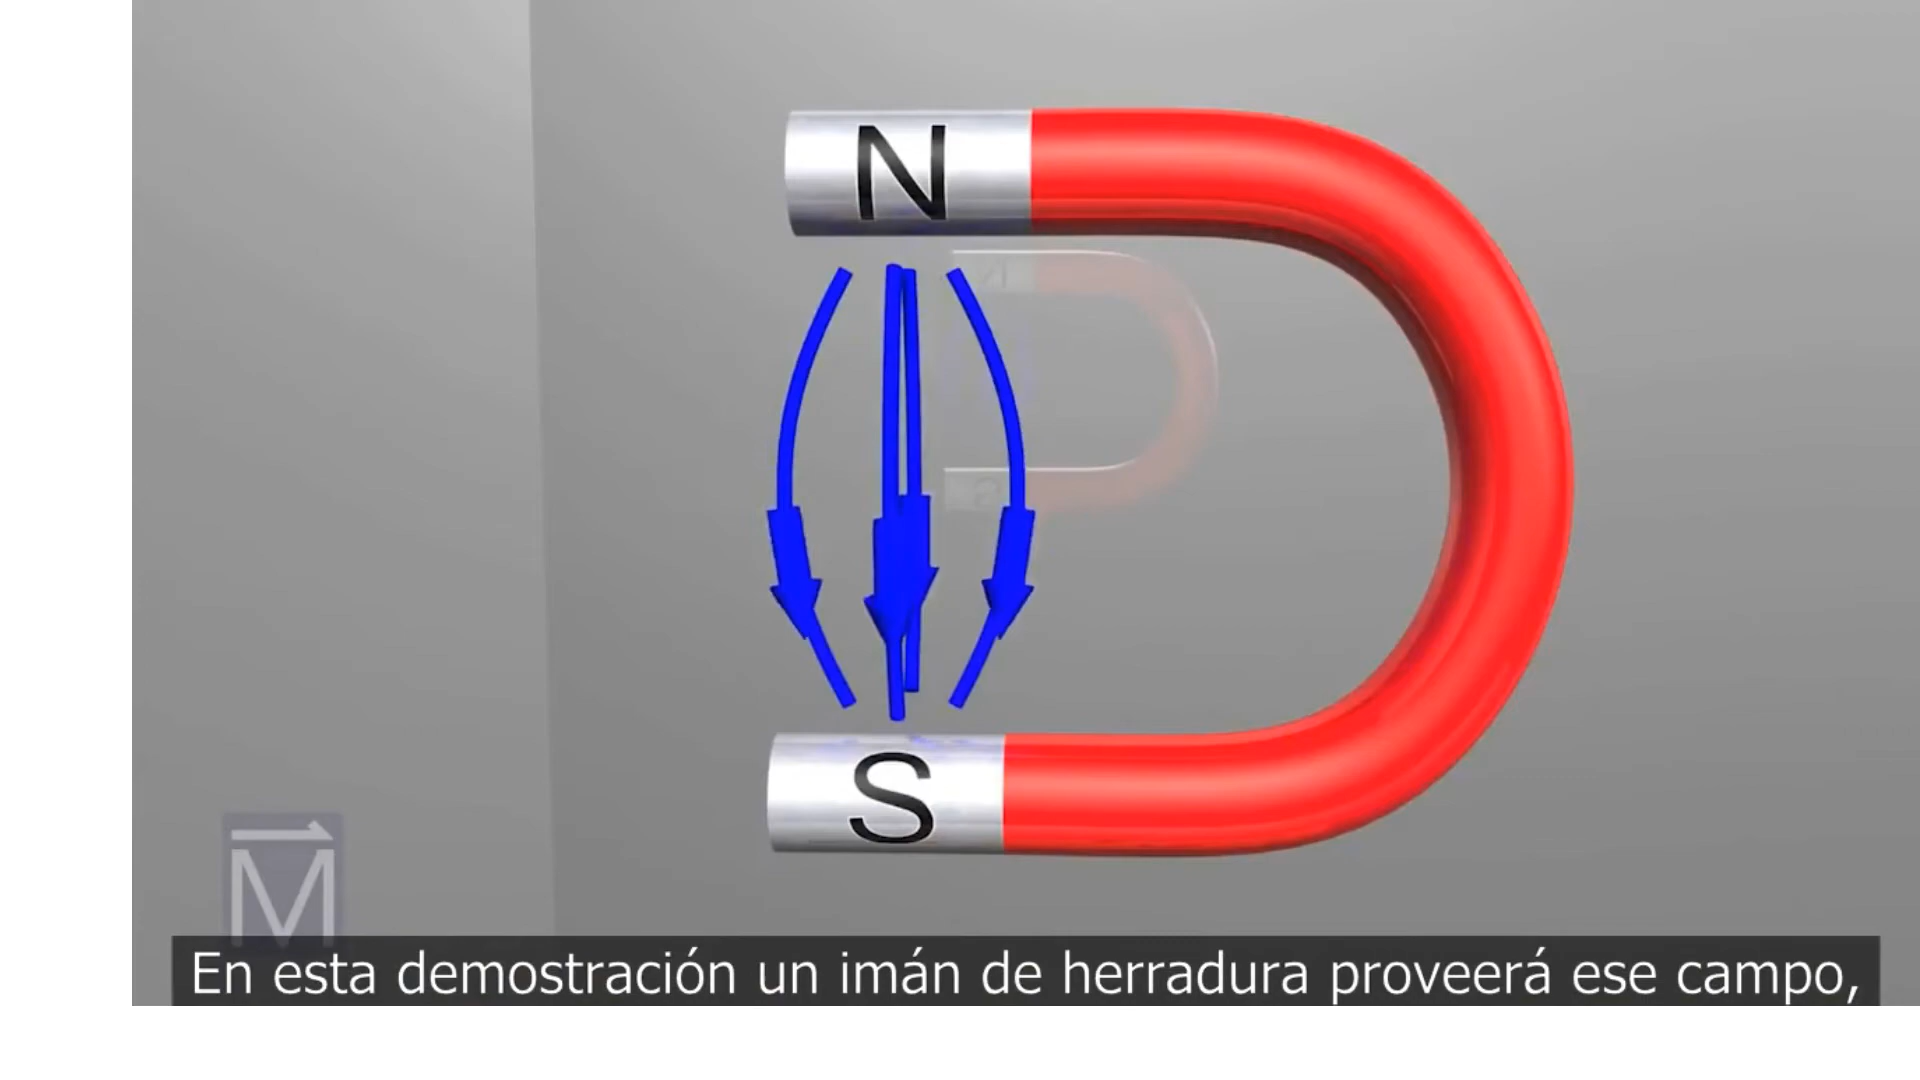 N
S
M
En esta demostración un imán de herradura proveerá ese campo,